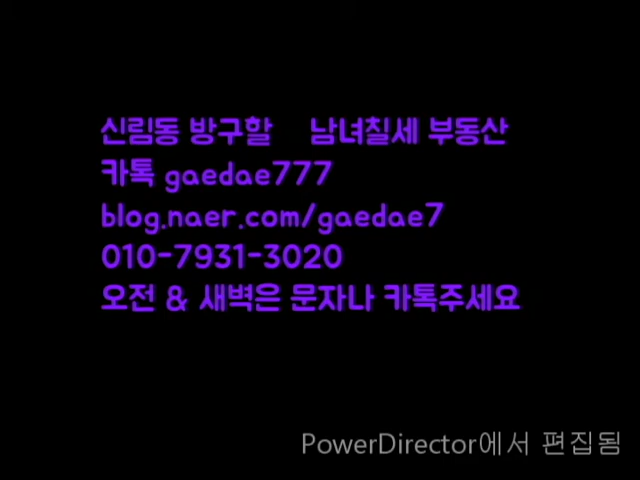 신림동 방구할 남녀칠세 부동산
카톡 gaedae777
blog.naer.com/gaedae7
010-7931-3020
오전 & 새벽은 문자나 카톡주세요
PowerDirector에서 편집됨